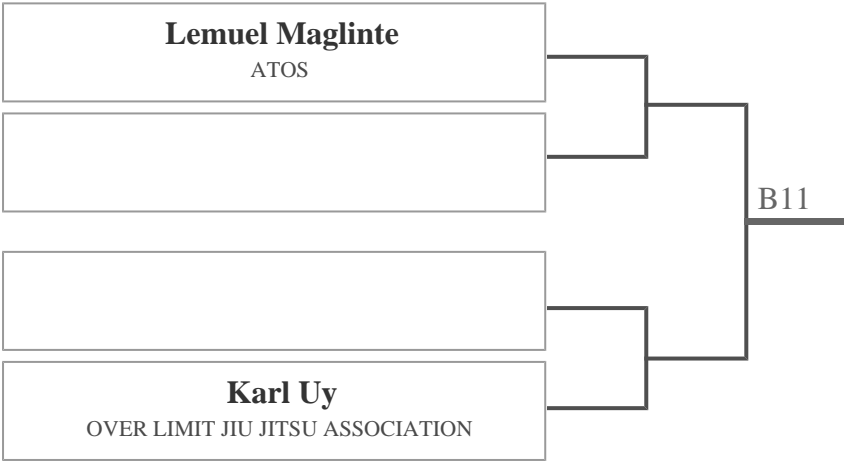 Lemuel Maglinte
ATOS
B11
Karl Uy
OVER LIMIT JIU JITSU ASSOCIATION